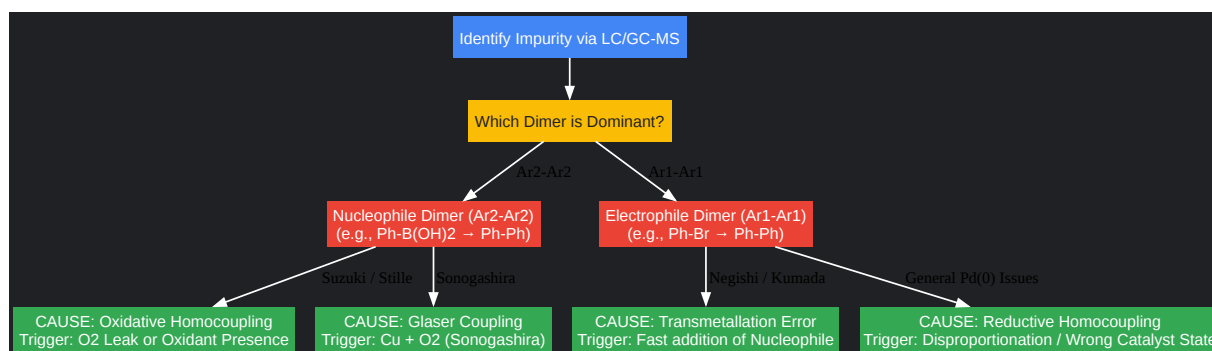 Identify Impurity via LC/GC-MS
Which Dimer is Dominant?
Ar2-Ar2
Ar1-Ar1
Nucleophile Dimer (Ar2-Ar2)
(e.g., Ph-B(OH)2 → Ph-Ph)
Electrophile Dimer (Ar1-Ar1)
(e.g., Ph-Br → Ph-Ph)
Suzuki / Stille
Sonogashira
Negishi / Kumada
General Pd(0) Issues
CAUSE: Oxidative Homocoupling
Trigger: O2 Leak or Oxidant Presence
CAUSE: Glaser Coupling
Trigger: Cu + O2 (Sonogashira)
CAUSE: Transmetallation Error
Trigger: Fast addition of Nucleophile
CAUSE: Reductive Homocoupling
Trigger: Disproportionation / Wrong Catalyst State